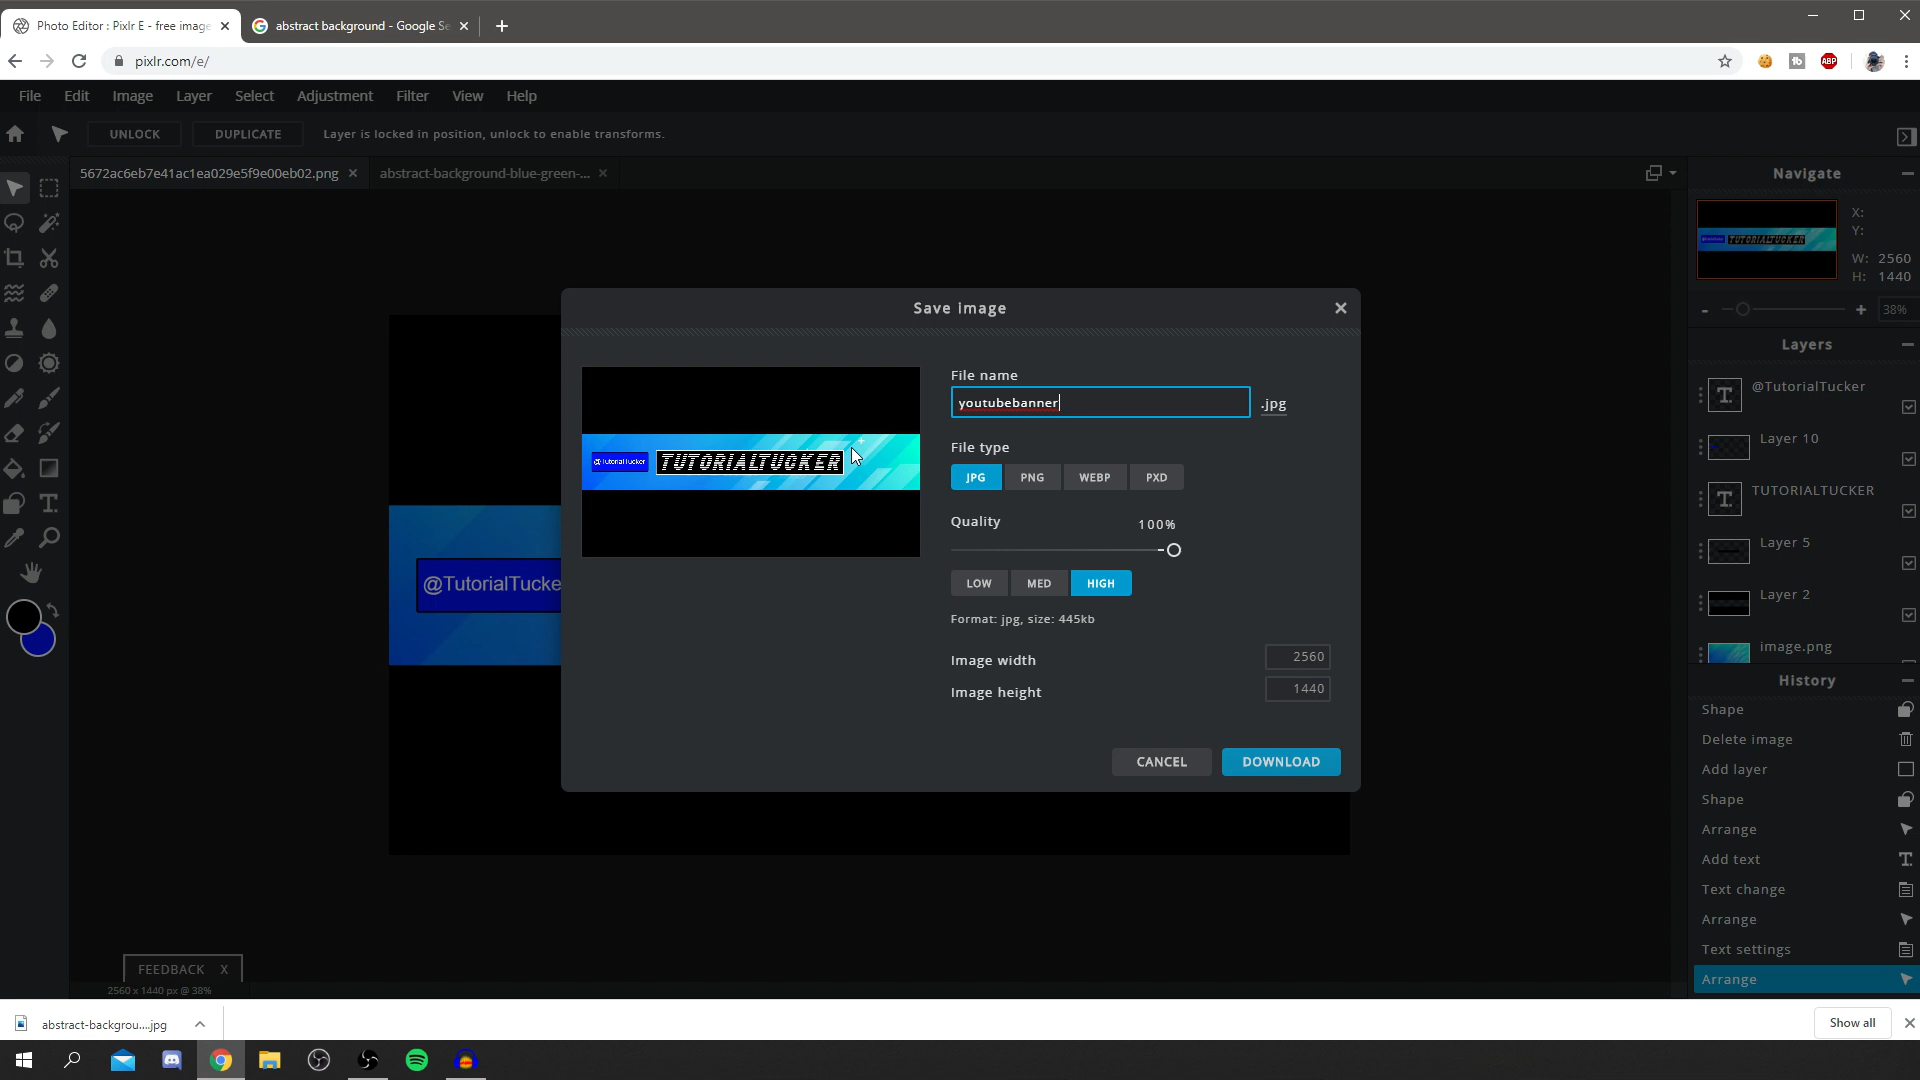 Photo Editor : Pixlr E - free image
abstract background - Google Se
pixlr.com/e/
ABP
File Edit Image Layer Select Adjustment Filter View Help
UNLOCK DUPLICATE Layer is locked in position, unlock to enable transforms.
5672ac6eb7e41ac1ea029e5f9e00eb02.png
abstract-background-blue-green-...
Navigate
X:
Y:
W: 2560
H: 1440
38%
TUTORIALTUCKER
Layers
@TutorialTucker
Layer 10
TUTORIALTUCKER
Layer 5
Layer 2
image.png
History
Shape
Delete image
Add layer
Shape
Arrange
Add text
Text change
Arrange
Text settings
Arrange
@TutorialTucke
Save image
@TutorialTucker
TUTORIALTUCKER
File name
youtubebanner
.jpg
File type
JPG PNG WEBP PXD
Quality 100%
LOW MED HIGH
Format: jpg, size: 445kb
Image width 2560
Image height 1440
CANCEL DOWNLOAD
FEEDBACK X
2560 x 1440 px @ 38%
abstract-backgrou....jpg
Show all